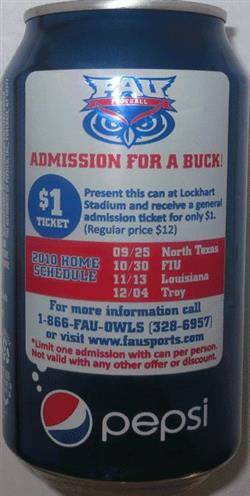 FAU
FOOTBALL
ADMISSION FOR A BUCK!
$1
TICKET
Present this can at Lockhart
Stadium and receive a general
admission ticket for only $1.
(Regular price $12)
2010 HOME
SCHEDULE
09/25 North Texas
10/30 FIU
11/13 Louisiana
12/04 Troy
For more information call
1-866-FAU-OWLS (328-6957)
or visit www.fausports.com
*Limit one admission with can per person.
Not valid with any other offer or discount.
pepsi